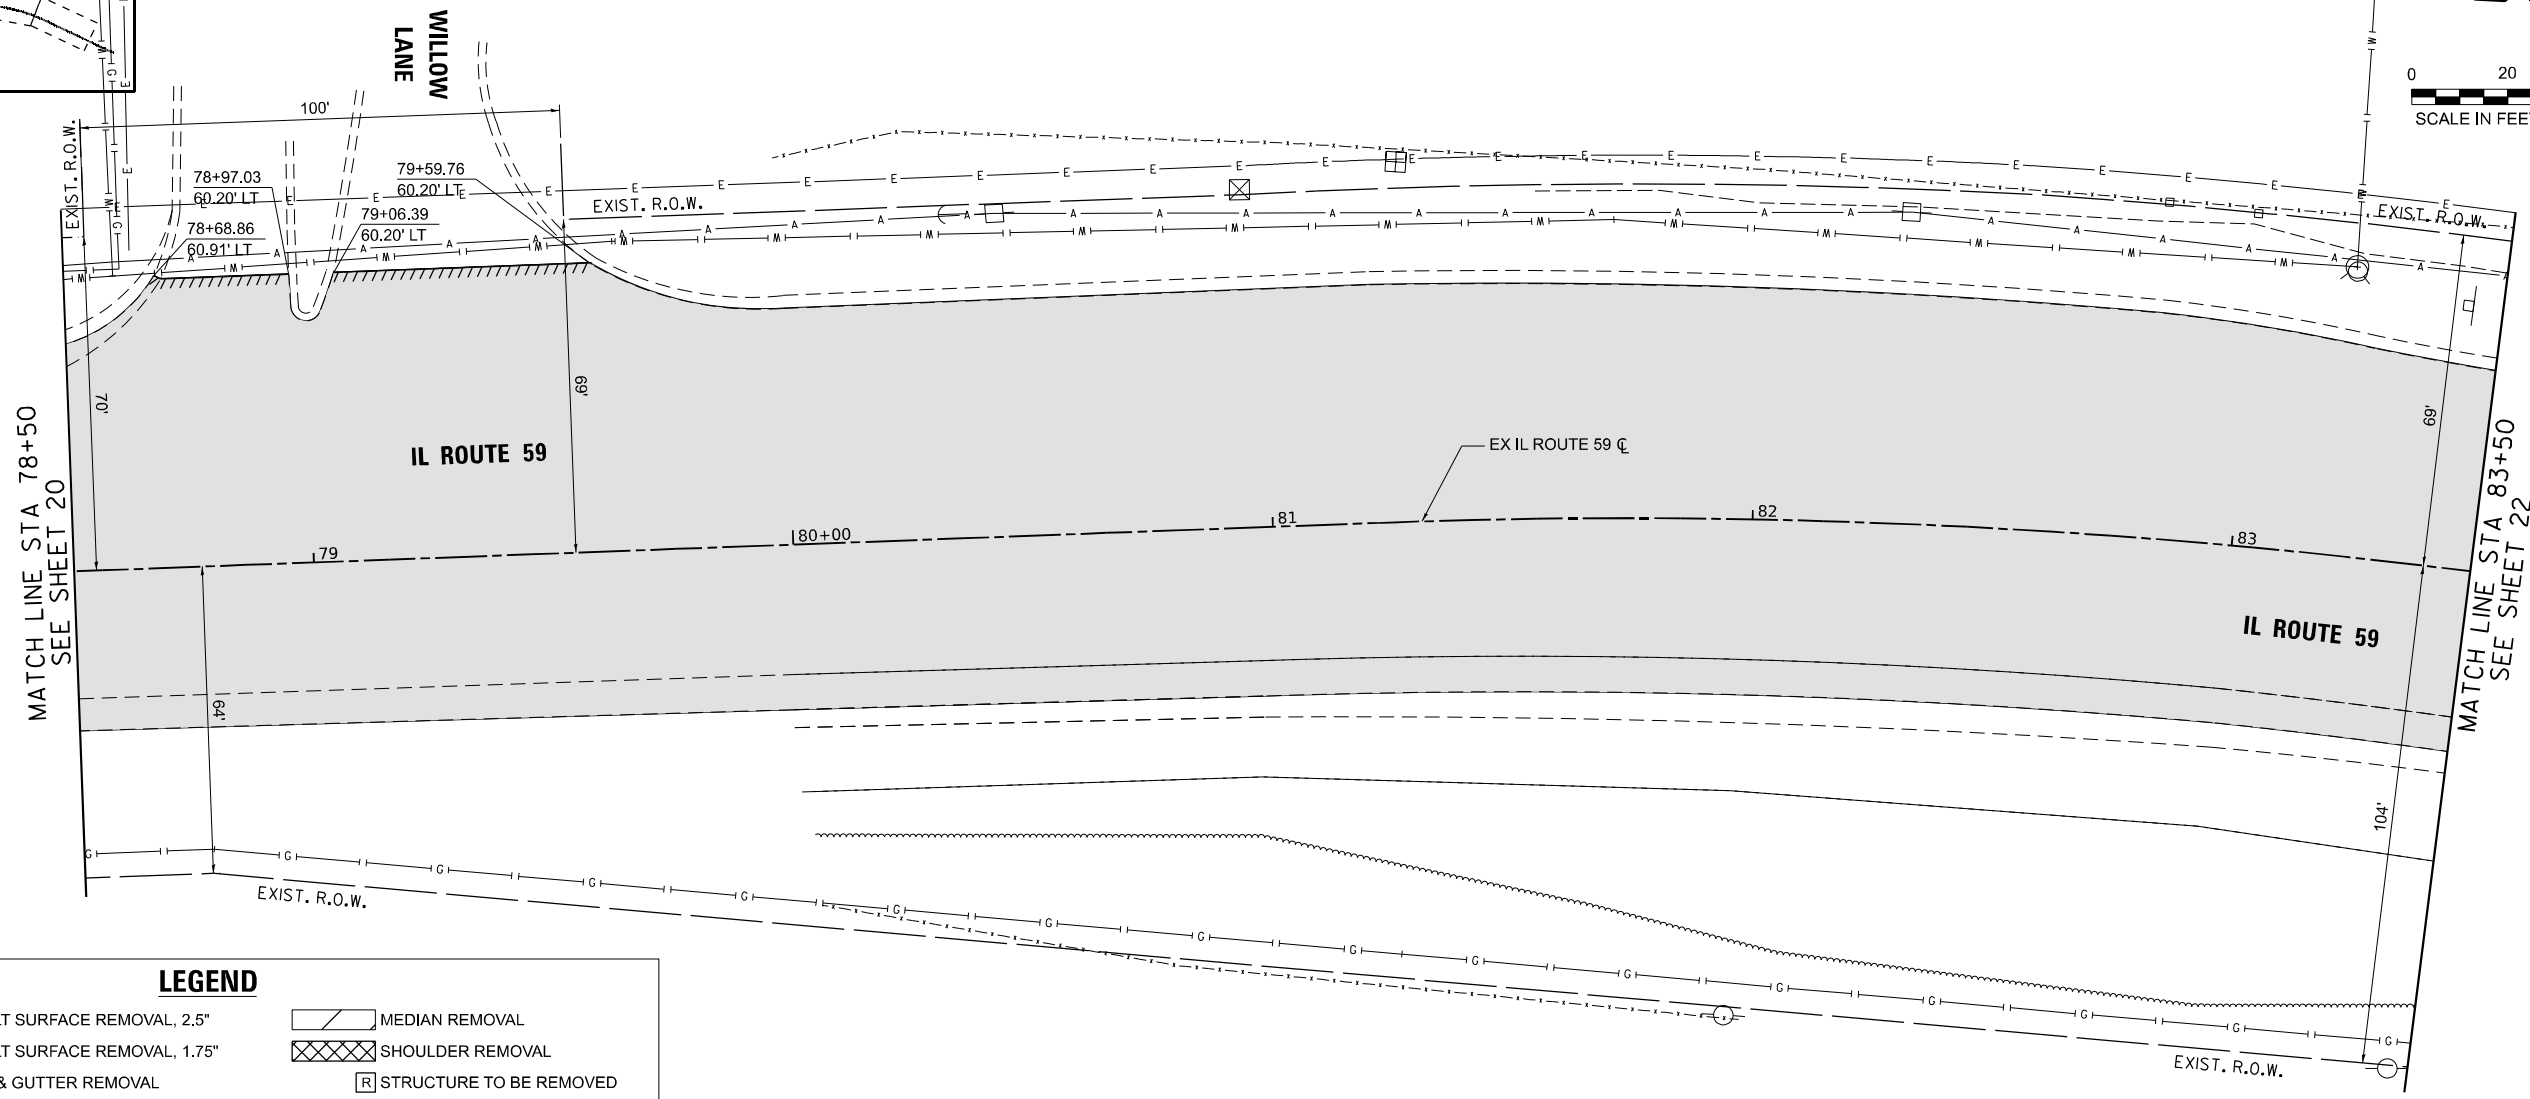 WILLOW
LANE
0 20
SCALE IN FEE
100'
EXIST. R.O.W.
78+97.03
60.20' LT
79+59.76
60.20' LT
78+68.86
60.91' LT
79+06.39
60.20' LT
EXIST. R.O.W.
EXIST. R.O.W.
70'
69'
69'
IL ROUTE 59
EX IL ROUTE 59 ℄
79
80+00
81
82
83
MATCH LINE STA 78+50
SEE SHEET 20
MATCH LINE STA 83+50
SEE SHEET 22
IL ROUTE 59
64'
104'
EXIST. R.O.W.
EXIST. R.O.W.
LEGEND
LT SURFACE REMOVAL, 2.5"
MEDIAN REMOVAL
LT SURFACE REMOVAL, 1.75"
SHOULDER REMOVAL
& GUTTER REMOVAL
R STRUCTURE TO BE REMOVED